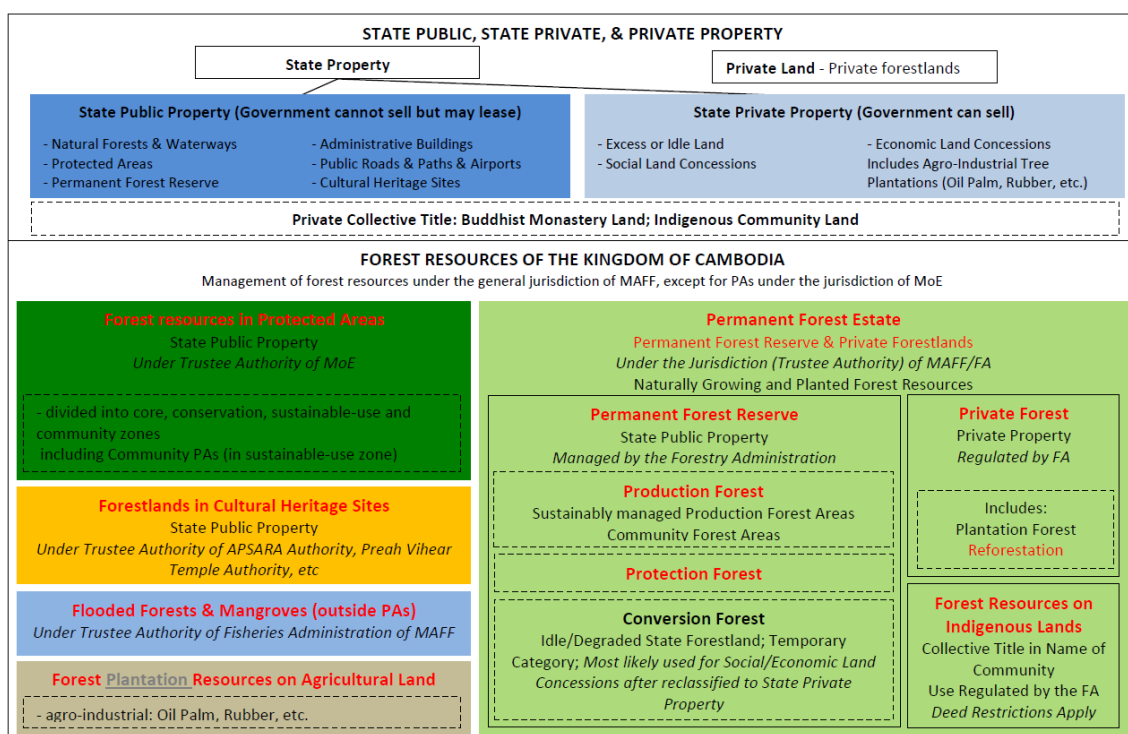 STATE PUBLIC, STATE PRIVATE, & PRIVATE PROPERTY
State Property
Private Land - Private forestlands
State Public Property (Government cannot sell but may lease)
- Natural Forests & Waterways
- Protected Areas
- Permanent Forest Reserve
- Administrative Buildings
- Public Roads & Paths & Airports
- Cultural Heritage Sites
State Private Property (Government can sell)
- Excess or Idle Land
- Social Land Concessions
- Economic Land Concessions
Includes Agro-Industrial Tree
Plantations (Oil Palm, Rubber, etc.)
Private Collective Title: Buddhist Monastery Land; Indigenous Community Land
FOREST RESOURCES OF THE KINGDOM OF CAMBODIA
Management of forest resources under the general jurisdiction of MAFF, except for PAs under the jurisdiction of MoE
Forest resources in Protected Areas
State Public Property
Under Trustee Authority of MoE
- divided into core, conservation, sustainable-use and
community zones
including Community PAs (in sustainable-use zone)
Forestlands in Cultural Heritage Sites
State Public Property
Under Trustee Authority of APSARA Authority, Preah Vihear
Temple Authority, etc
Flooded Forests & Mangroves (outside PAs)
Under Trustee Authority of Fisheries Administration of MAFF
Forest Plantation Resources on Agricultural Land
- agro-industrial: Oil Palm, Rubber, etc.
Permanent Forest Estate
Permanent Forest Reserve & Private Forestlands
Under the Jurisdiction (Trustee Authority) of MAFF/FA
Naturally Growing and Planted Forest Resources
Permanent Forest Reserve
State Public Property
Managed by the Forestry Administration
Production Forest
Sustainably managed Production Forest Areas
Community Forest Areas
Protection Forest
Conversion Forest
Idle/Degraded State Forestland; Temporary
Category; Most likely used for Social/Economic Land
Concessions after reclassified to State Private
Property
Private Forest
Private Property
Regulated by FA
Includes:
Plantation Forest
Reforestation
Forest Resources on
Indigenous Lands
Collective Title in Name of
Community
Use Regulated by the FA
Deed Restrictions Apply